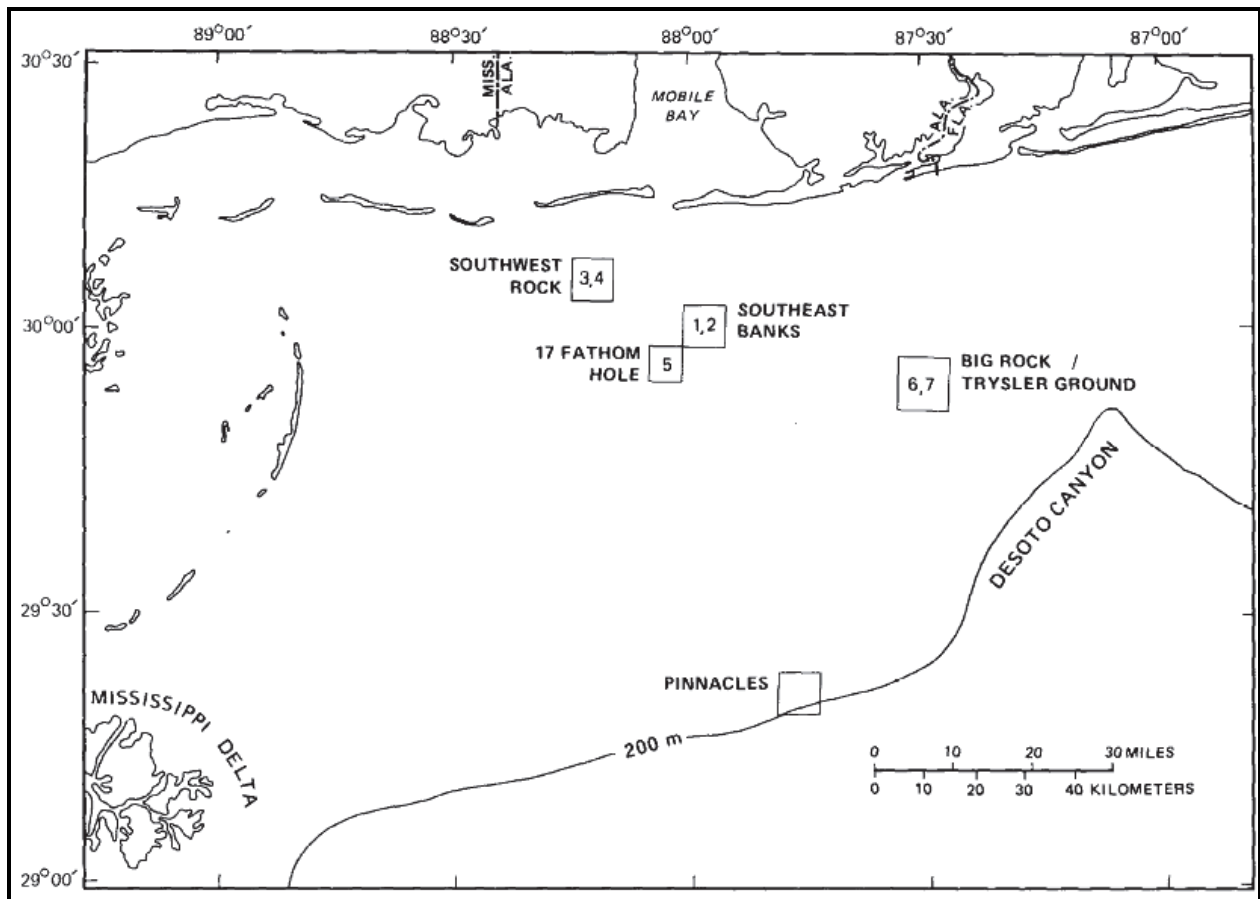 89°00′ 88°30′ 88°00′ 87°30′ 87°00′
30°30′
MISS.
ALA.
MOBILE
BAY
ALA.
FLA.
SOUTHWEST
ROCK
3,4
30°00′
1,2
SOUTHEAST
BANKS
17 FATHOM
HOLE
5
6,7
BIG ROCK /
TRYSLER GROUND
DESOTO CANYON
29°30′
PINNACLES
MISSISSIPPI DELTA
200 m
0 10 20 30 MILES
0 10 20 30 40 KILOMETERS
29°00′